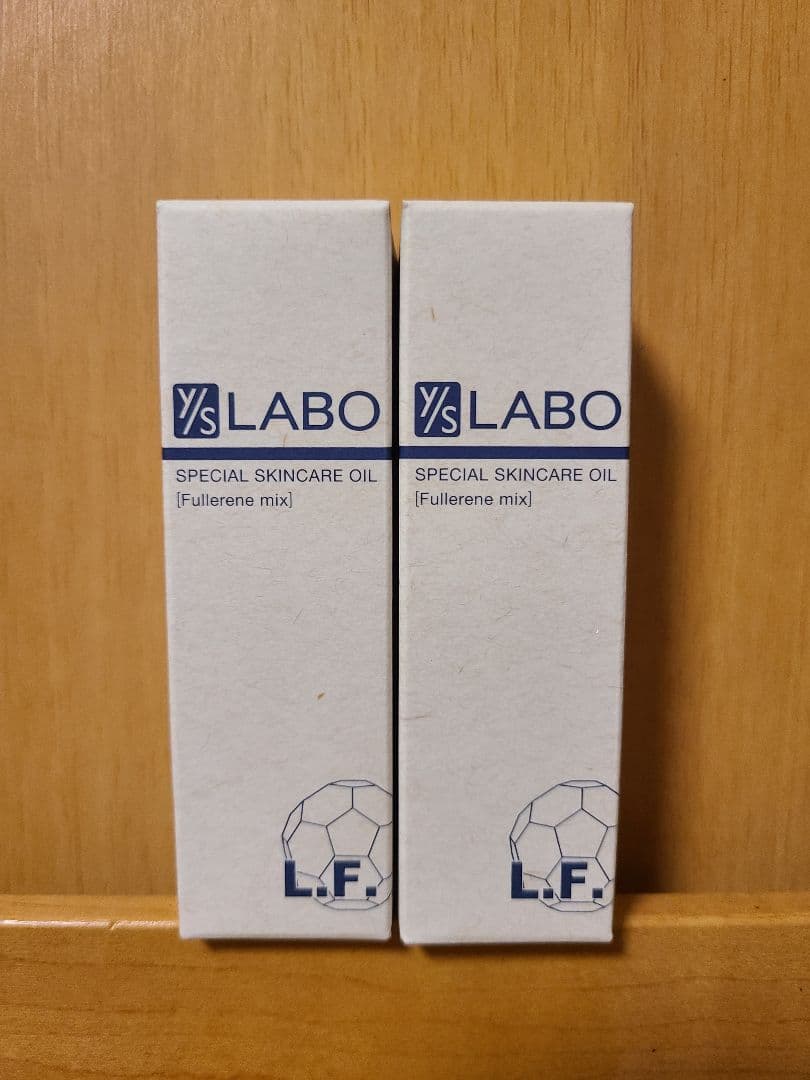 Y/S LABO
SPECIAL SKINCARE OIL
[Fullerene mix]
L.F.
Y/S LABO
SPECIAL SKINCARE OIL
[Fullerene mix]
L.F.